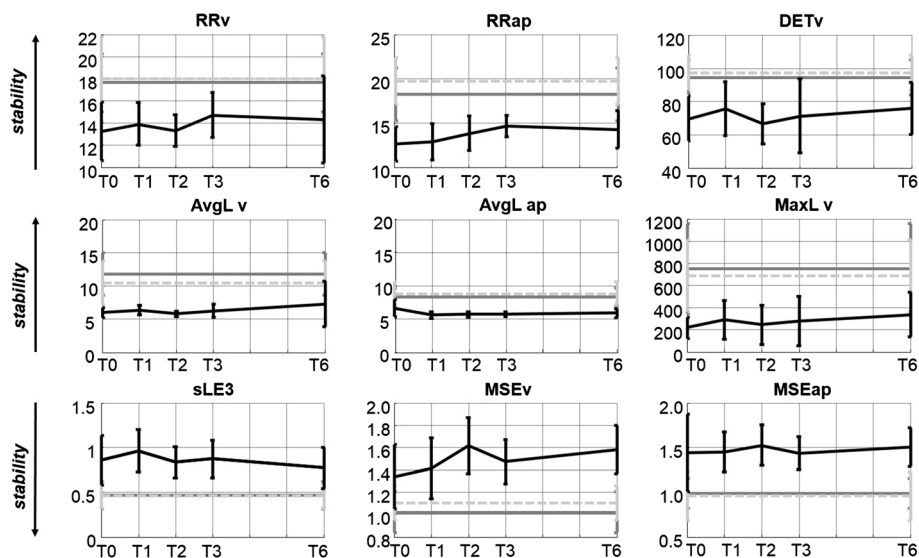 RRv
RRap
DETv
stability
22
20
18
16
14
12
10
T0 T1 T2 T3 T6
25
20
15
10
T0 T1 T2 T3 T6
120
100
80
60
40
T0 T1 T2 T3 T6
AvgL v
AvgL ap
MaxL v
stability
20
15
10
5
0
T0 T1 T2 T3 T6
20
15
10
5
0
T0 T1 T2 T3 T6
1200
1000
800
600
400
200
0
T0 T1 T2 T3 T6
sLE3
MSEv
MSEap
stability
1.5
1
0.5
0
T0 T1 T2 T3 T6
2.0
1.8
1.6
1.4
1.2
1.0
0.8
T0 T1 T2 T3 T6
2.0
1.5
1.0
0.5
T0 T1 T2 T3 T6